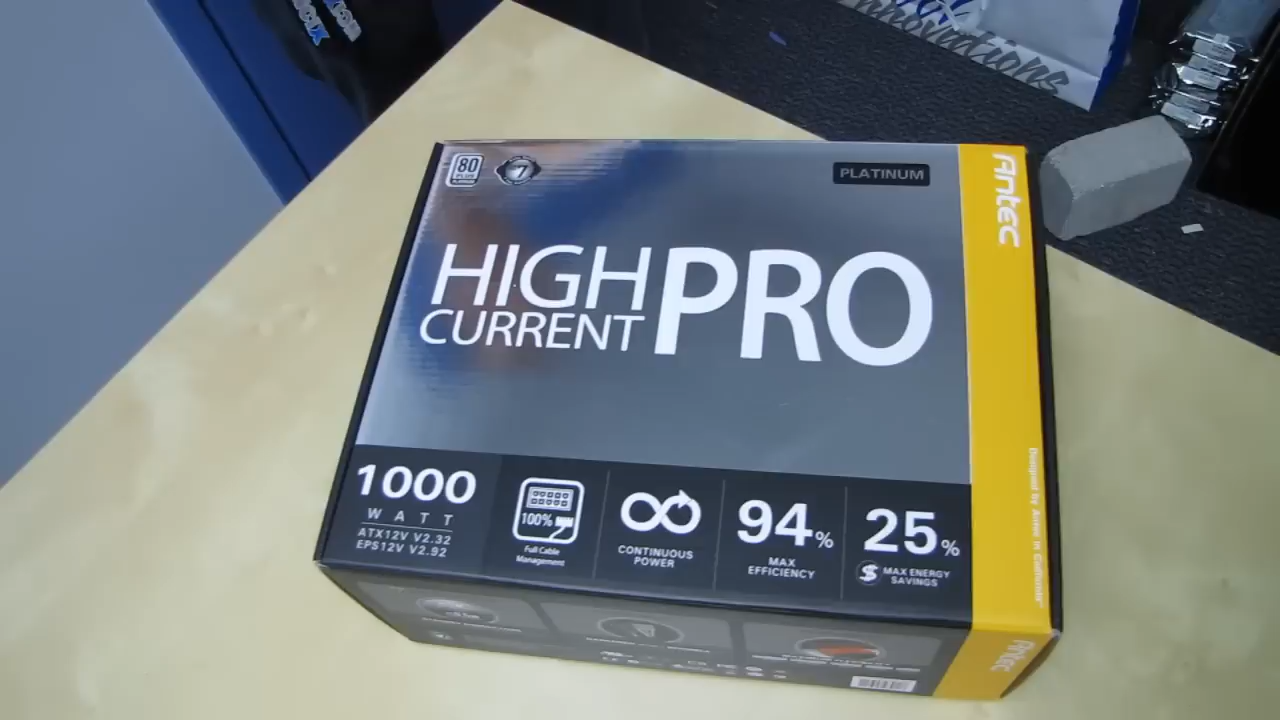 innovations
80
PLUS
PLATINUM
7
PLATINUM
Antec
HIGH
CURRENT
PRO
1000
WATT
ATX12V V2.32
EPS12V V2.92
100%
Full Cable
Management
CONTINUOUS
POWER
94%
MAX
EFFICIENCY
25%
$ MAX ENERGY
SAVINGS
Designed by Antec in California
Antec